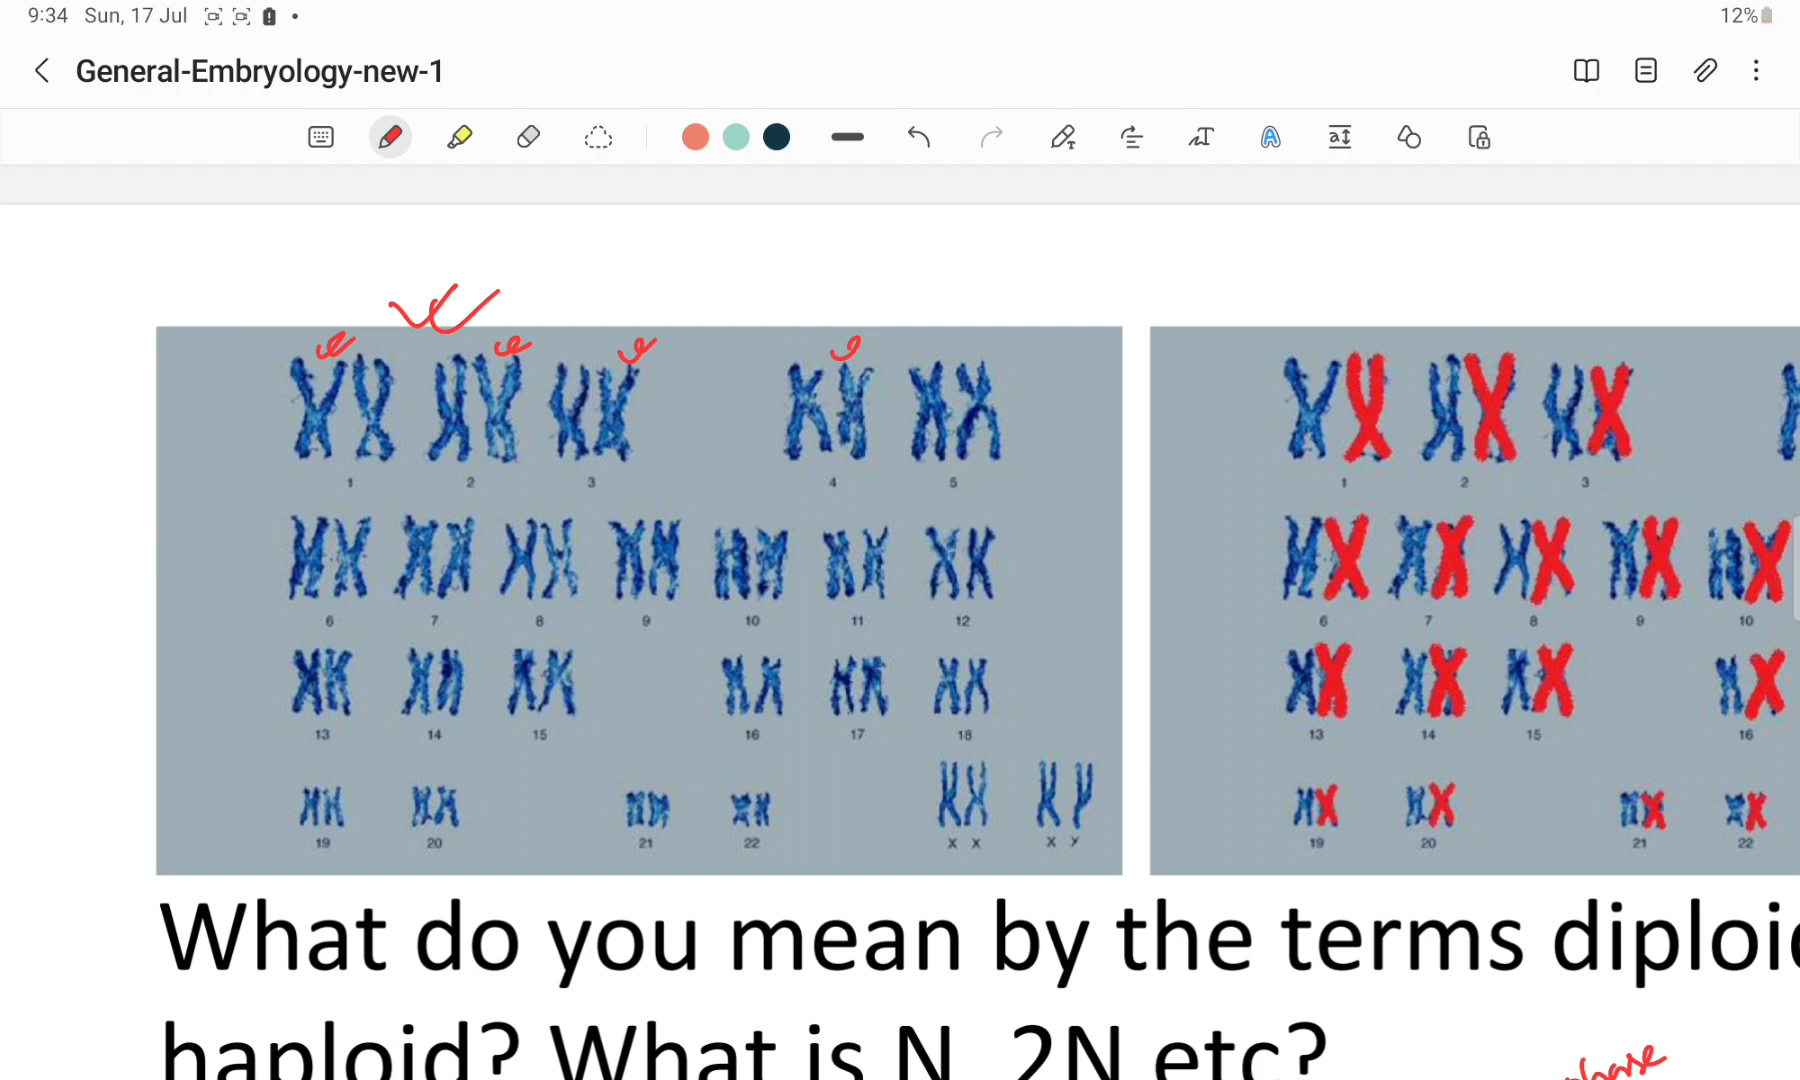 9:34 Sun, 17 Jul
12%
General-Embryology-new-1
1 2 3 4 5
1 2 3
6 7 8 9 10 11 12
6 7 8 9 10
13 14 15 16 17 18
13 14 15 16
19 20 21 22 X X X Y
19 20 21 22
What do you mean by the terms diploi
haploid? What is N, 2N etc?